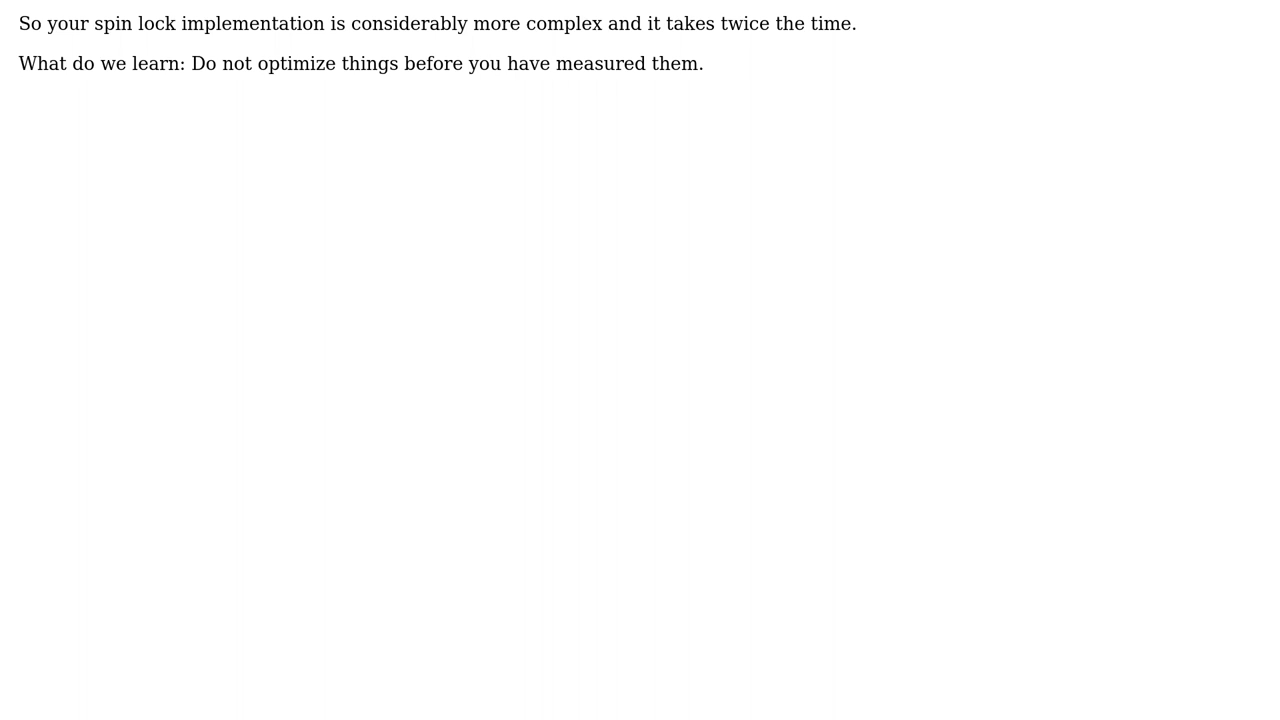 So your spin lock implementation is considerably more complex and it takes twice the time.
What do we learn: Do not optimize things before you have measured them.